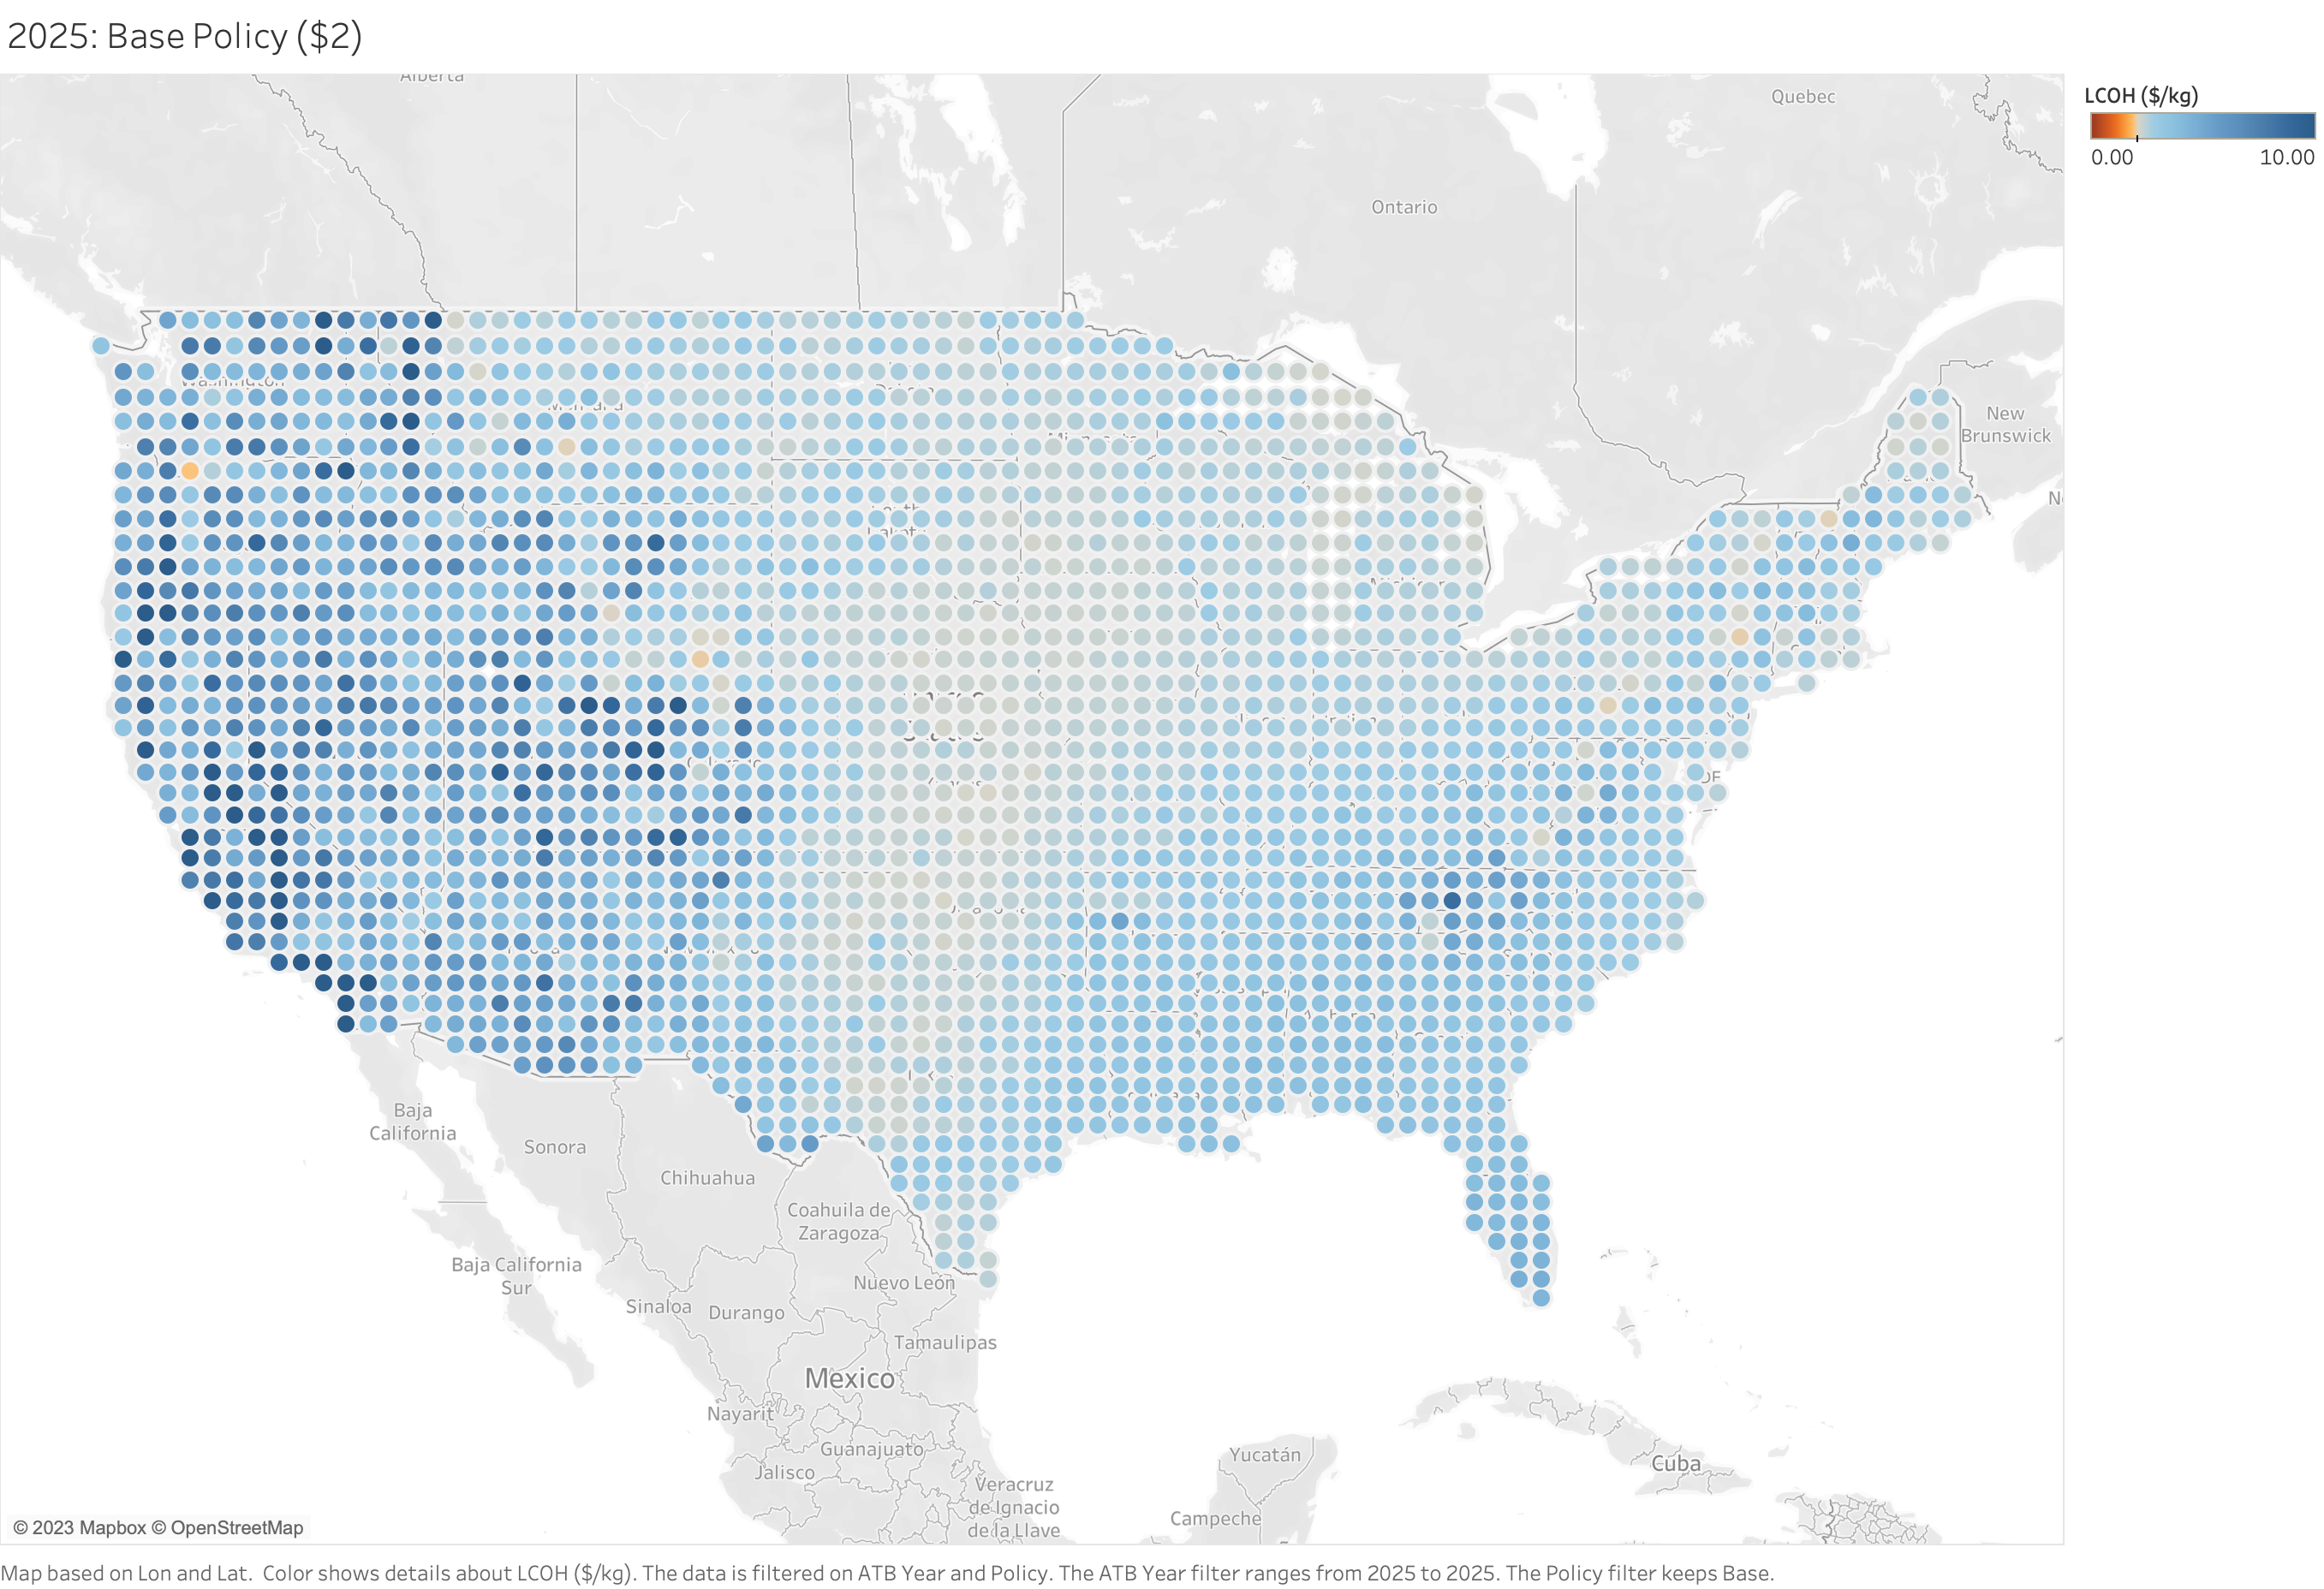 2025: Base Policy ($2)
LCOH ($/kg)
0.00
10.00
Alberta
Quebec
Ontario
New
Brunswick
Washington
Baja
California
Sonora
Chihuahua
Coahuila de
Zaragoza
Baja California
Sur
Nuevo León
Sinaloa
Durango
Tamaulipas
Mexico
Nayarit
Guanajuato
Jalisco
Yucatán
Veracruz
de Ignacio
de la Llave
Campeche
Cuba
© 2023 Mapbox © OpenStreetMap
Map based on Lon and Lat.  Color shows details about LCOH ($/kg). The data is filtered on ATB Year and Policy. The ATB Year filter ranges from 2025 to 2025. The Policy filter keeps Base.